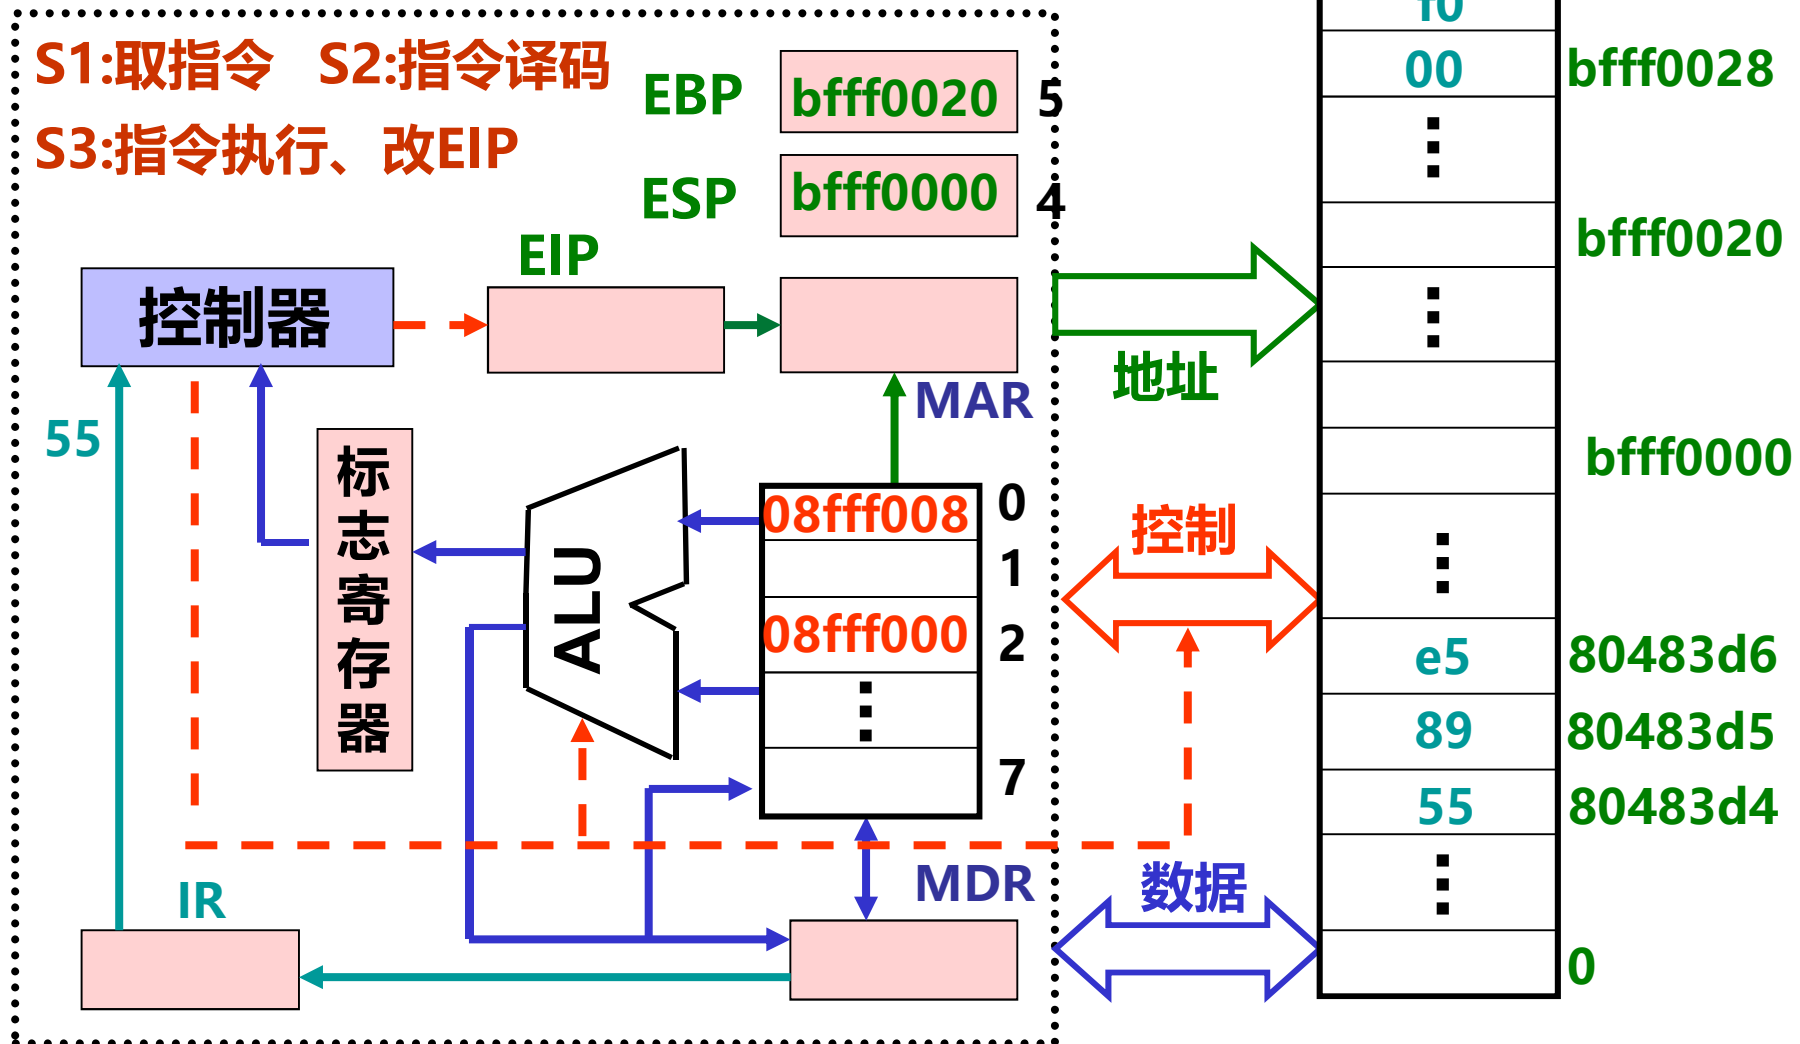 S1:取指令 S2:指令译码
S3:指令执行、改EIP
EBP
bfff0020
5
ESP
bfff0000
4
EIP
控制器
MAR
55
标志寄存器
ALU
08fff008
0
1
08fff000
2
7
IR
MDR
地址
控制
数据
f0
00
bfff0028
bfff0020
bfff0000
e5
80483d6
89
80483d5
55
80483d4
0